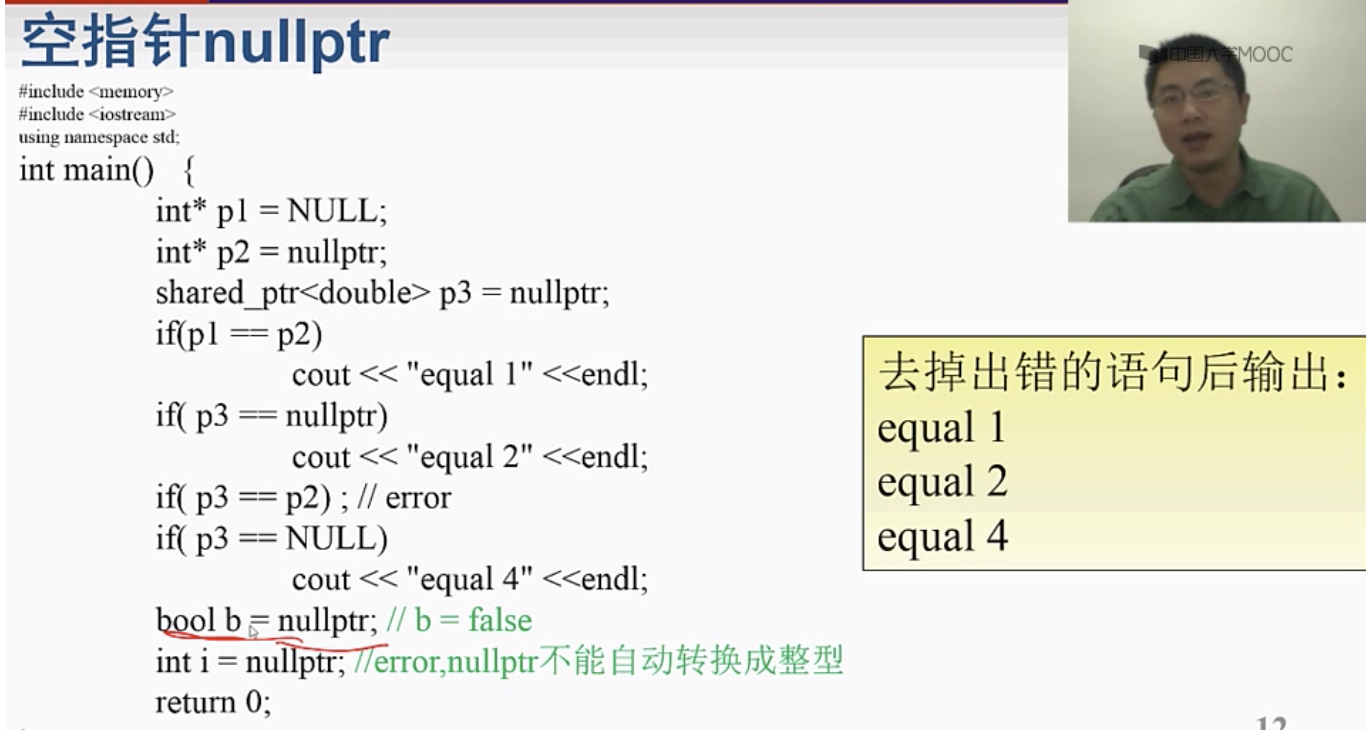 空指针nullptr
中国大学MOOC
#include <memory>
#include <iostream>
using namespace std;
int main() {
int* p1 = NULL;
int* p2 = nullptr;
shared_ptr<double> p3 = nullptr;
if(p1 == p2)
cout << "equal 1" <<endl;
if( p3 == nullptr)
cout << "equal 2" <<endl;
if( p3 == p2) ; // error
if( p3 == NULL)
cout << "equal 4" <<endl;
bool b = nullptr; // b = false
int i = nullptr; //error,nullptr不能自动转换成整型
return 0;
去掉出错的语句后输出：
equal 1
equal 2
equal 4
12